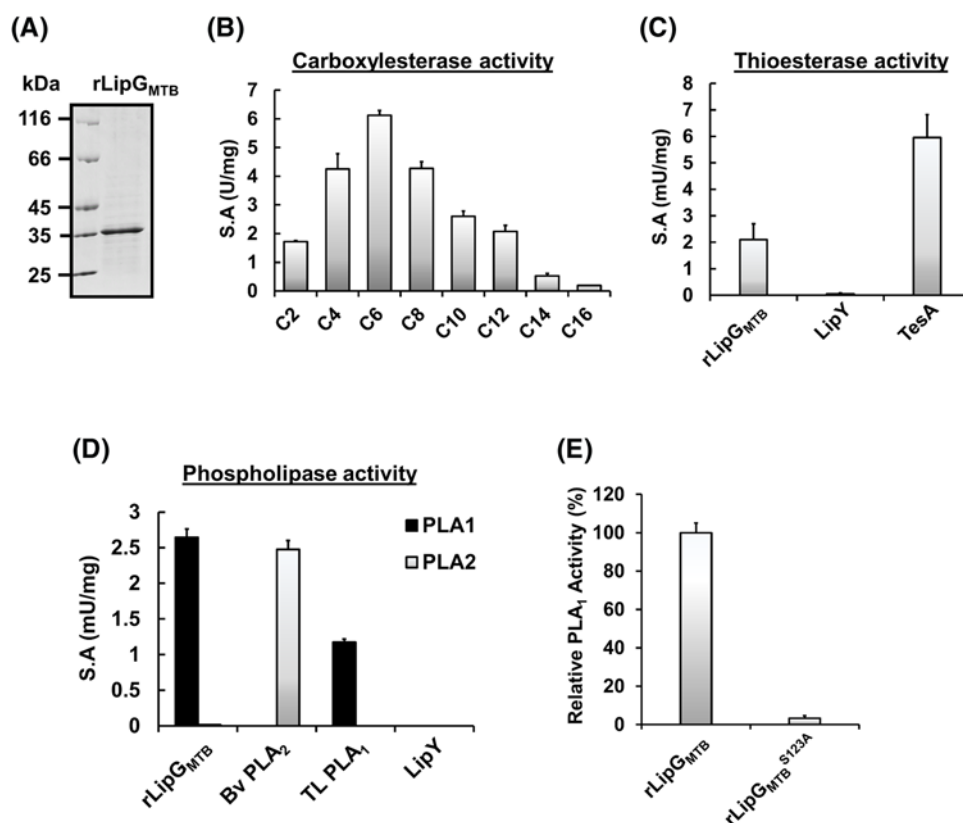 (A)
kDa rLipG_MTB
116
66
45
35
25
(B)
Carboxylesterase activity
S.A (U/mg)
7
6
5
4
3
2
1
0
C2 C4 C6 C8 C10 C12 C14 C16
(C)
Thioesterase activity
S.A (mU/mg)
8
7
6
5
4
3
2
1
0
rLipG_MTB LipY TesA
(D)
Phospholipase activity
S.A (mU/mg)
3
2.5
2
1.5
1
0.5
0
PLA1
PLA2
rLipG_MTB Bv PLA₂ TL PLA₁ LipY
(E)
Relative PLA₁ Activity (%)
120
100
80
60
40
20
0
rLipG_MTB rLipG_MTB^S123A